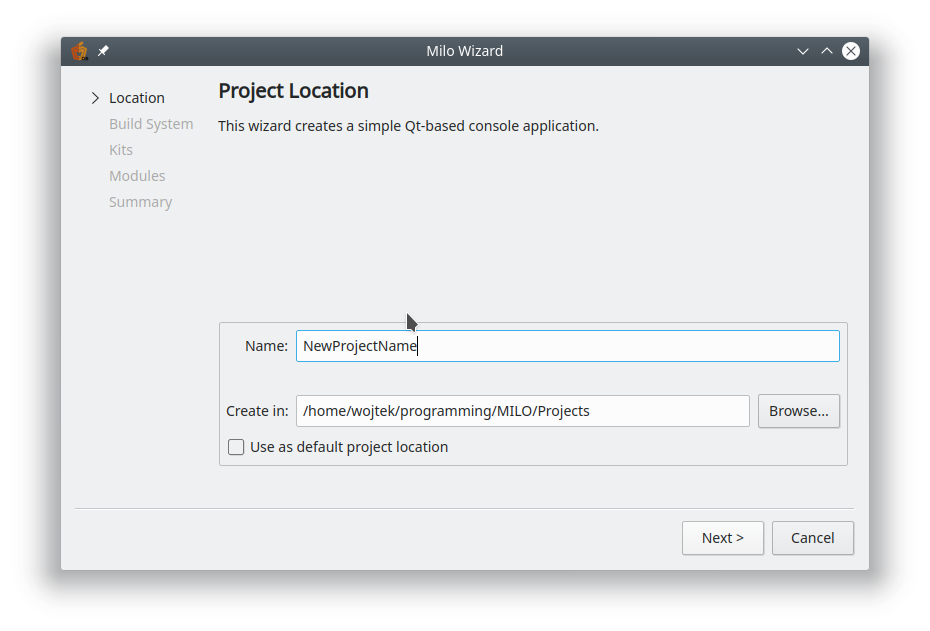 Milo Wizard
Location
Build System
Kits
Modules
Summary
Project Location
This wizard creates a simple Qt-based console application.
Name: NewProjectName
Create in: /home/wojtek/programming/MILO/Projects Browse...
Use as default project location
Next > Cancel